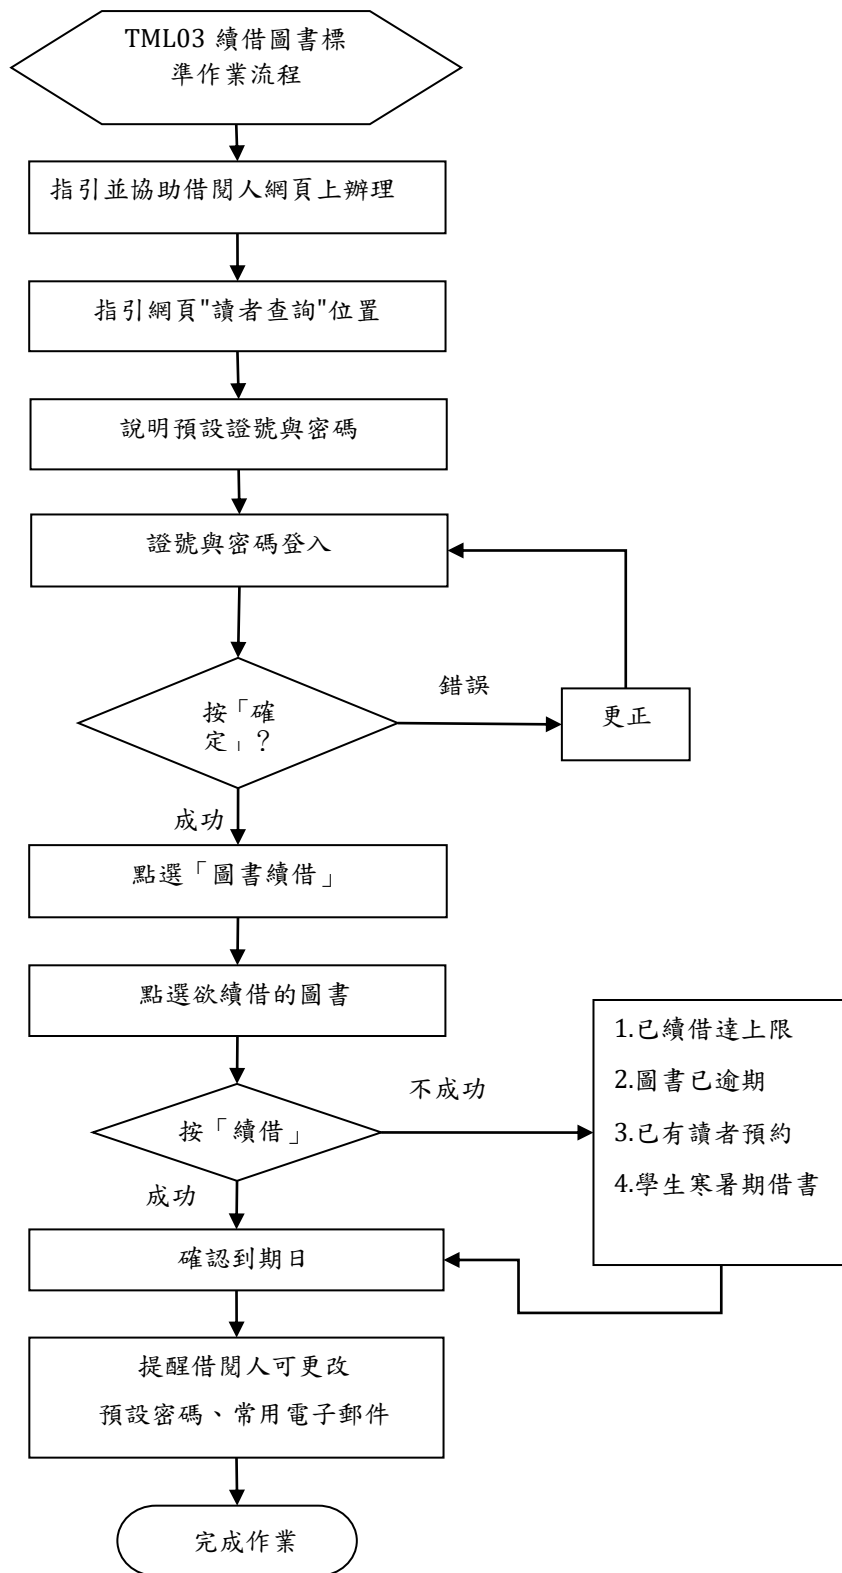 TML03 續借圖書標
準作業流程
指引並協助借閱人網頁上辦理
指引網頁"讀者查詢"位置
說明預設證號與密碼
證號與密碼登入
按「確
定」？
錯誤
更正
成功
點選「圖書續借」
點選欲續借的圖書
按「續借」
不成功
1.已續借達上限
2.圖書已逾期
3.已有讀者預約
4.學生寒暑期借書
成功
確認到期日
提醒借閱人可更改
預設密碼、常用電子郵件
完成作業